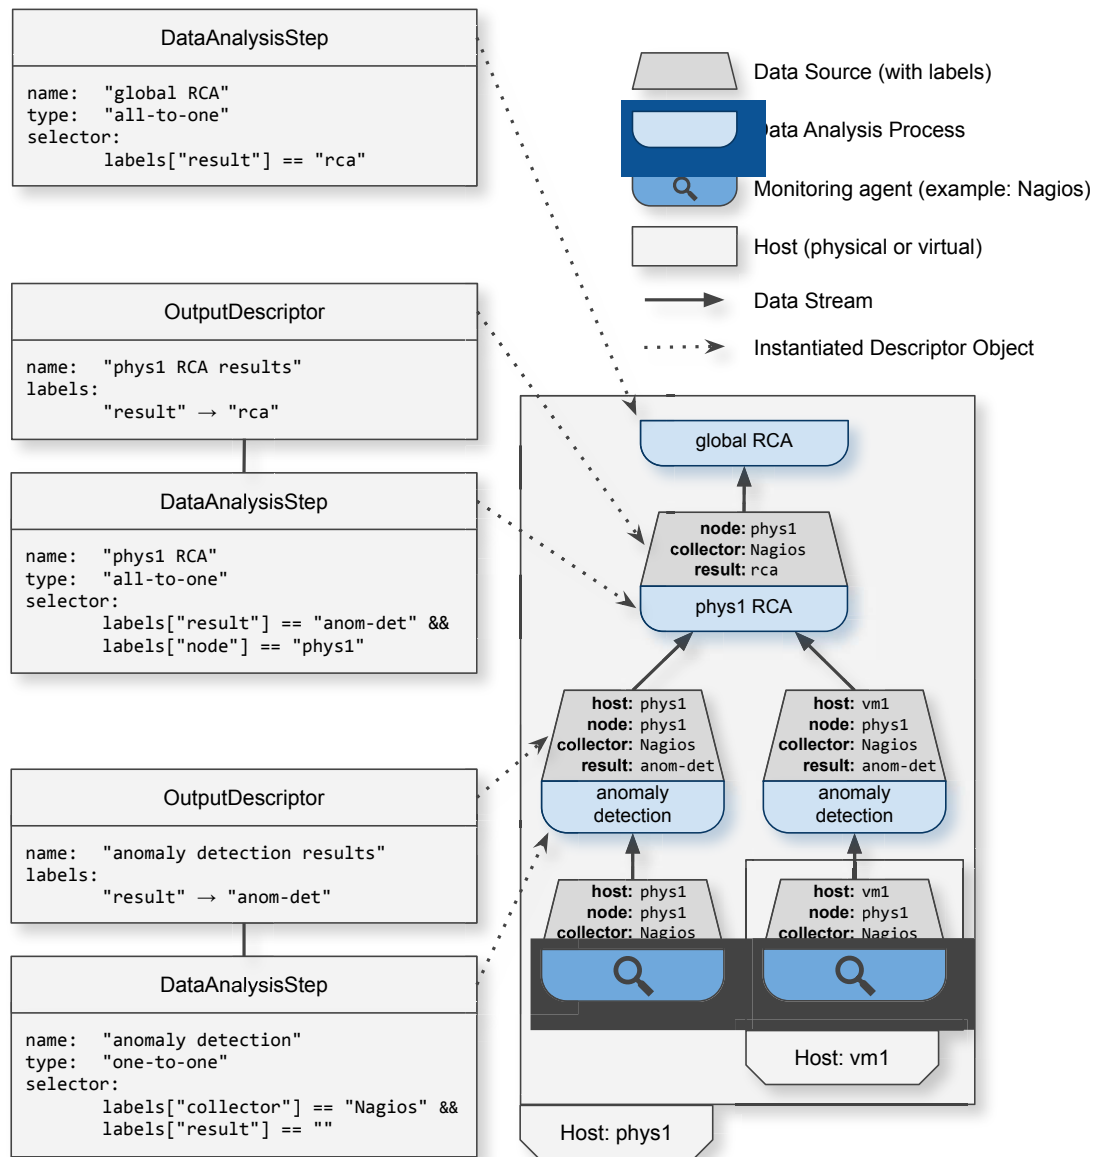 DataAnalysisStep
name: "global RCA"
type: "all-to-one"
selector:
labels["result"] == "rca"
OutputDescriptor
name: "phys1 RCA results"
labels:
"result" → "rca"
DataAnalysisStep
name: "phys1 RCA"
type: "all-to-one"
selector:
labels["result"] == "anom-det" &&
labels["node"] == "phys1"
OutputDescriptor
name: "anomaly detection results"
labels:
"result" → "anom-det"
DataAnalysisStep
name: "anomaly detection"
type: "one-to-one"
selector:
labels["collector"] == "Nagios" &&
labels["result"] == ""
Data Source (with labels)
Data Analysis Process
Monitoring agent (example: Nagios)
Host (physical or virtual)
Data Stream
Instantiated Descriptor Object
global RCA
node: phys1
collector: Nagios
result: rca
phys1 RCA
host: phys1
node: phys1
collector: Nagios
result: anom-det
anomaly
detection
host: vm1
node: phys1
collector: Nagios
result: anom-det
anomaly
detection
host: phys1
node: phys1
collector: Nagios
host: vm1
node: phys1
collector: Nagios
Host: vm1
Host: phys1